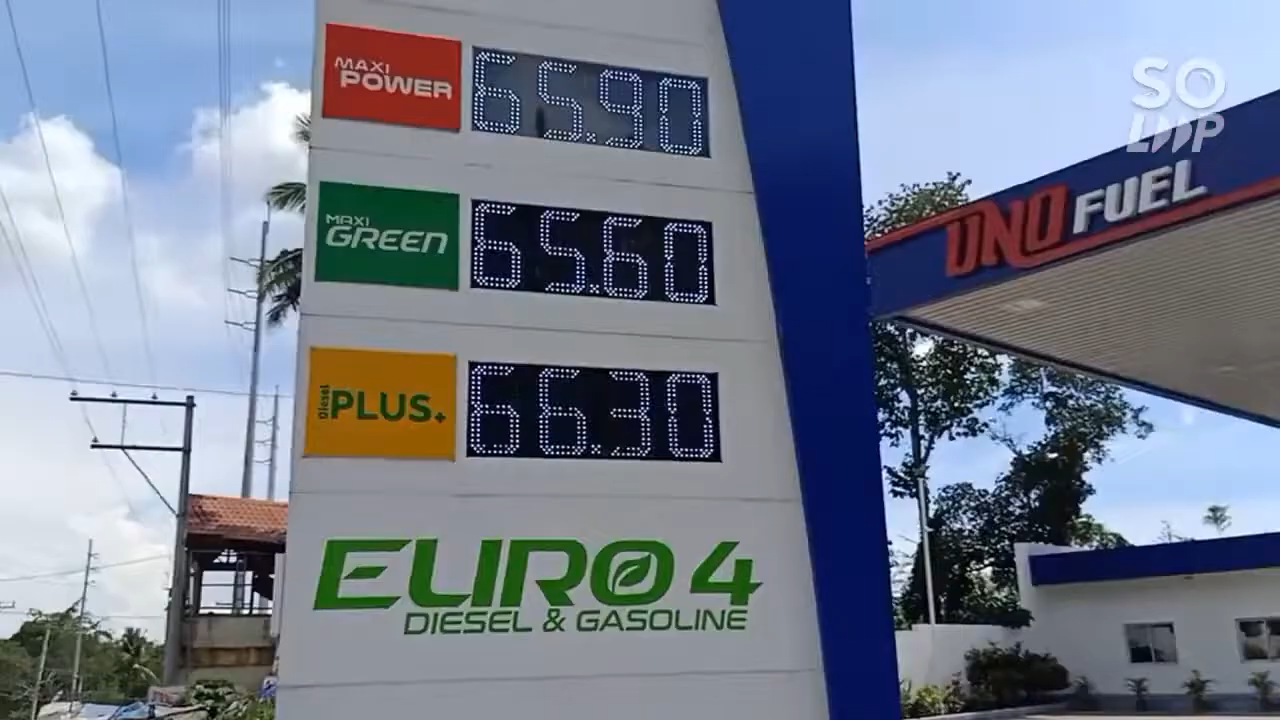 MAXI
POWER
65.90
MAXI
GREEN
65.60
Diesel PLUS+
66.30
EURO 4
DIESEL & GASOLINE
UNO FUEL
SO
LMP